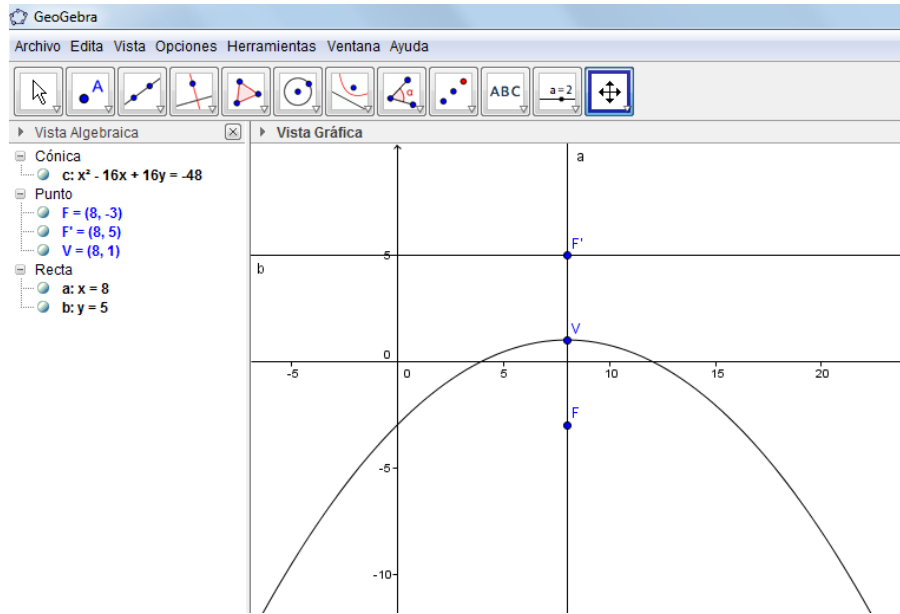 GeoGebra
Archivo Edita Vista Opciones Herramientas Ventana Ayuda
A α ABC a=2
Vista Algebraica Vista Gráfica
Cónica
c: x² - 16x + 16y = -48
Punto
F = (8, -3)
F' = (8, 5)
V = (8, 1)
Recta
a: x = 8
b: y = 5
a
F'
5
b
V
0
-5 0 5 10 15 20
F
-5
-10